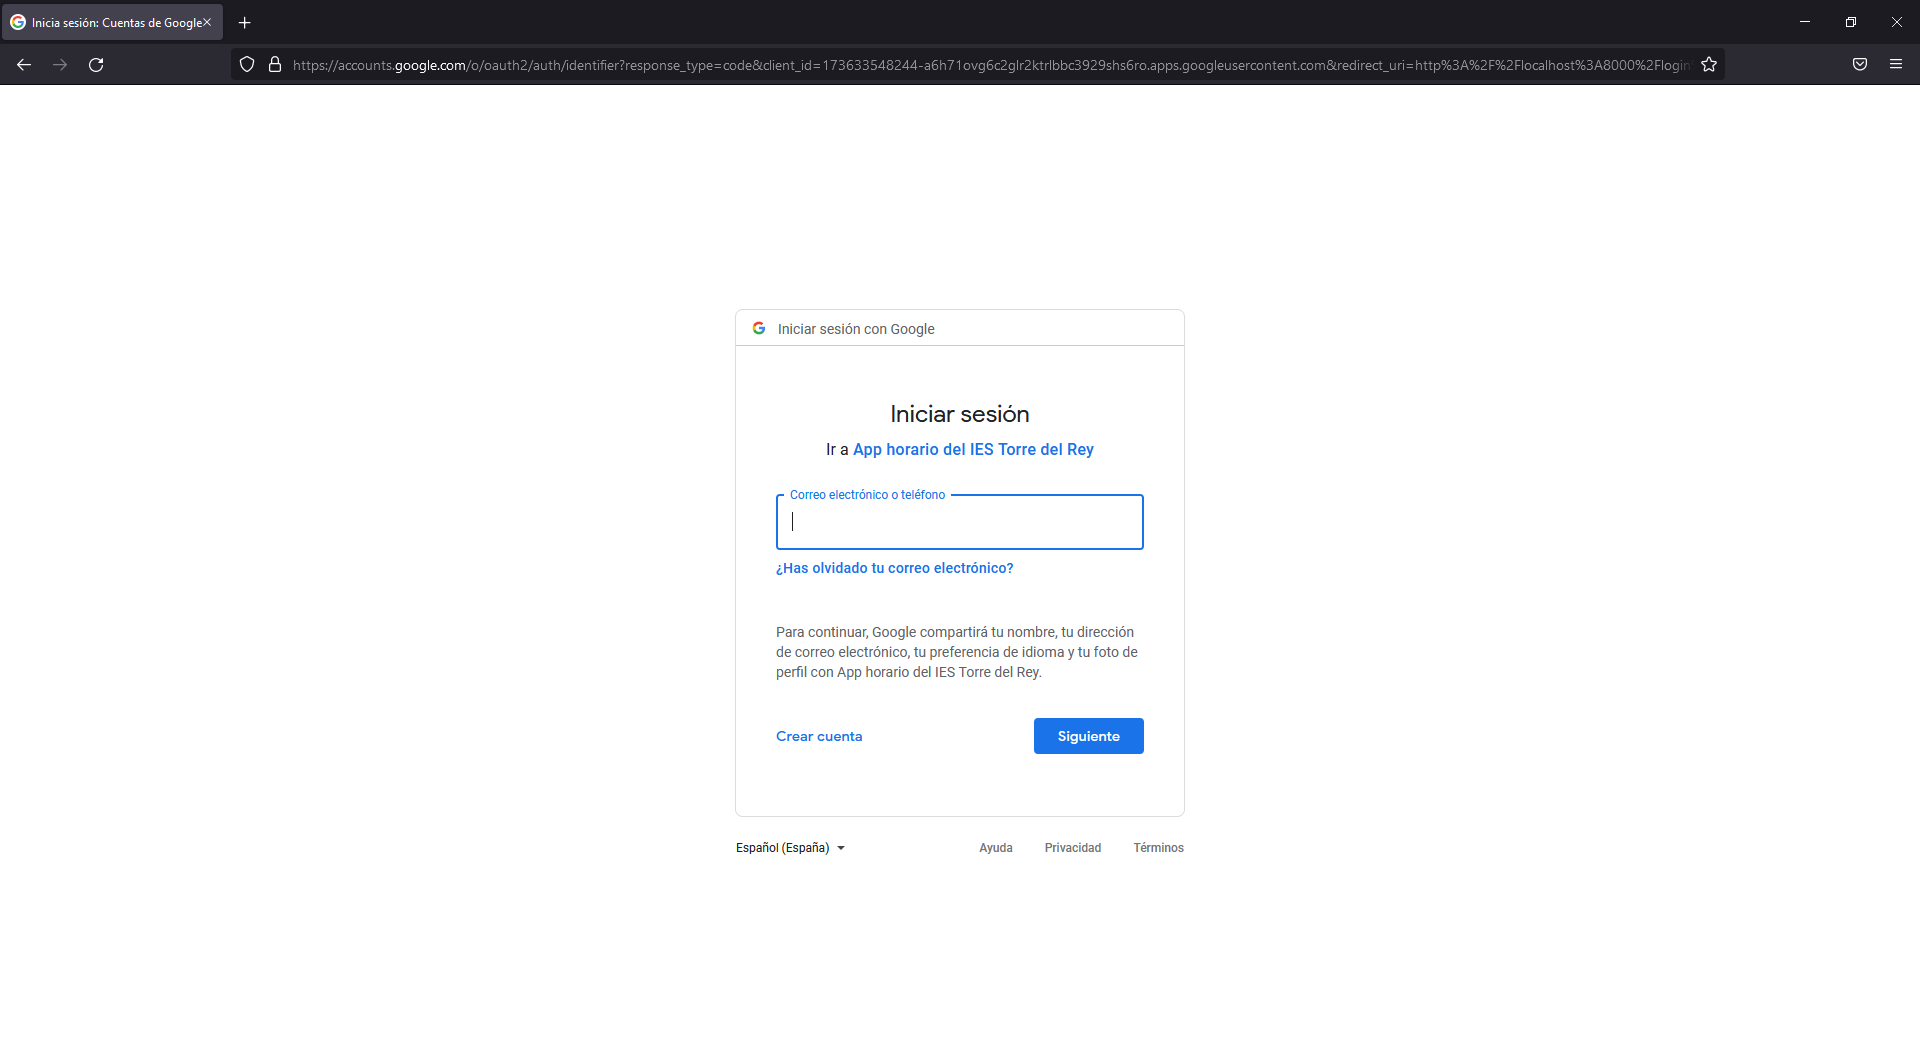 Inicia sesión: Cuentas de Google
https://accounts.google.com/o/oauth2/auth/identifier?response_type=code&client_id=173633548244-a6h71ovg6c2glr2ktrlbbc3929shs6ro.apps.googleusercontent.com&redirect_uri=http%3A%2F%2Flocalhost%3A8000%2Flogin
Iniciar sesión con Google
Iniciar sesión
Ir a App horario del IES Torre del Rey
Correo electrónico o teléfono
¿Has olvidado tu correo electrónico?
Para continuar, Google compartirá tu nombre, tu dirección
de correo electrónico, tu preferencia de idioma y tu foto de
perfil con App horario del IES Torre del Rey.
Crear cuenta
Siguiente
Español (España)
Ayuda
Privacidad
Términos